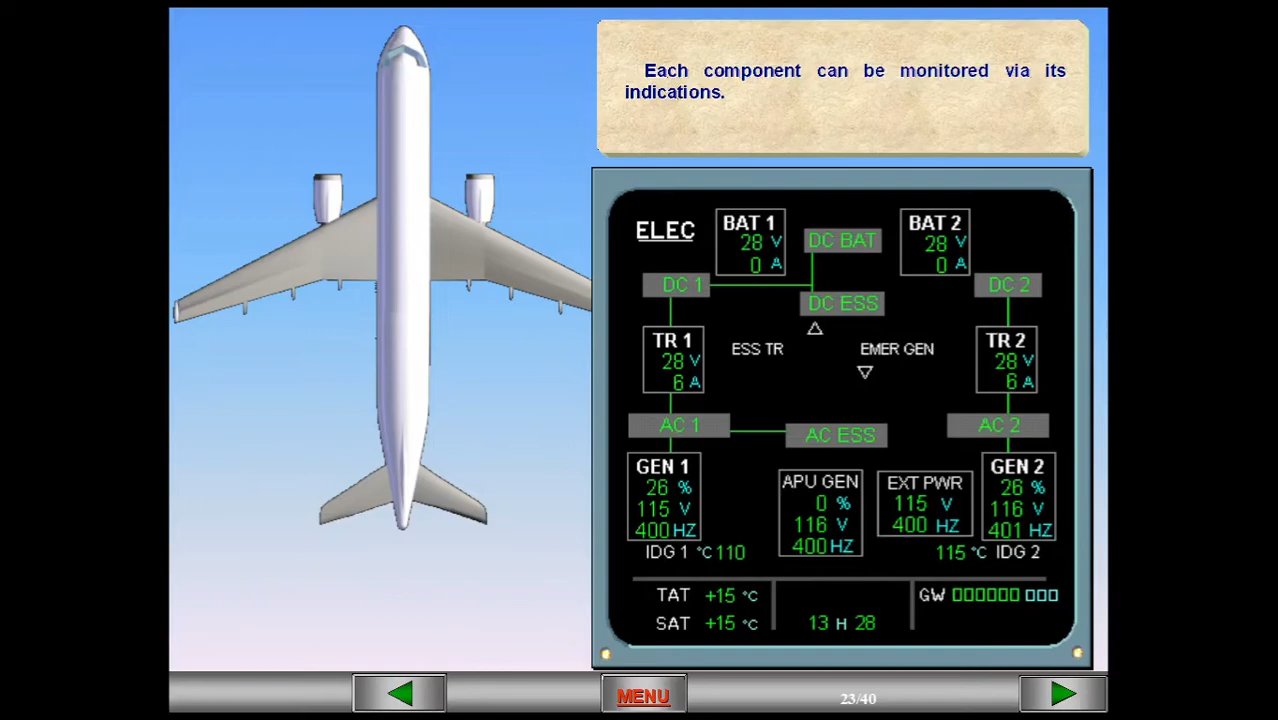 Each component can be monitored via its
indications.
ELEC
BAT 1
28 V
0 A
DC BAT
BAT 2
28 V
0 A
DC 1
DC ESS
DC 2
TR 1
28 V
6 A
ESS TR
EMER GEN
TR 2
28 V
6 A
AC 1
AC ESS
AC 2
GEN 1
26 %
115 V
400 HZ
APU GEN
0 %
116 V
400 HZ
EXT PWR
115 V
400 HZ
GEN 2
26 %
116 V
401 HZ
IDG 1 °C 110
115 °C IDG 2
TAT +15 °C
SAT +15 °C
13 H 28
GW
MENU
23/40